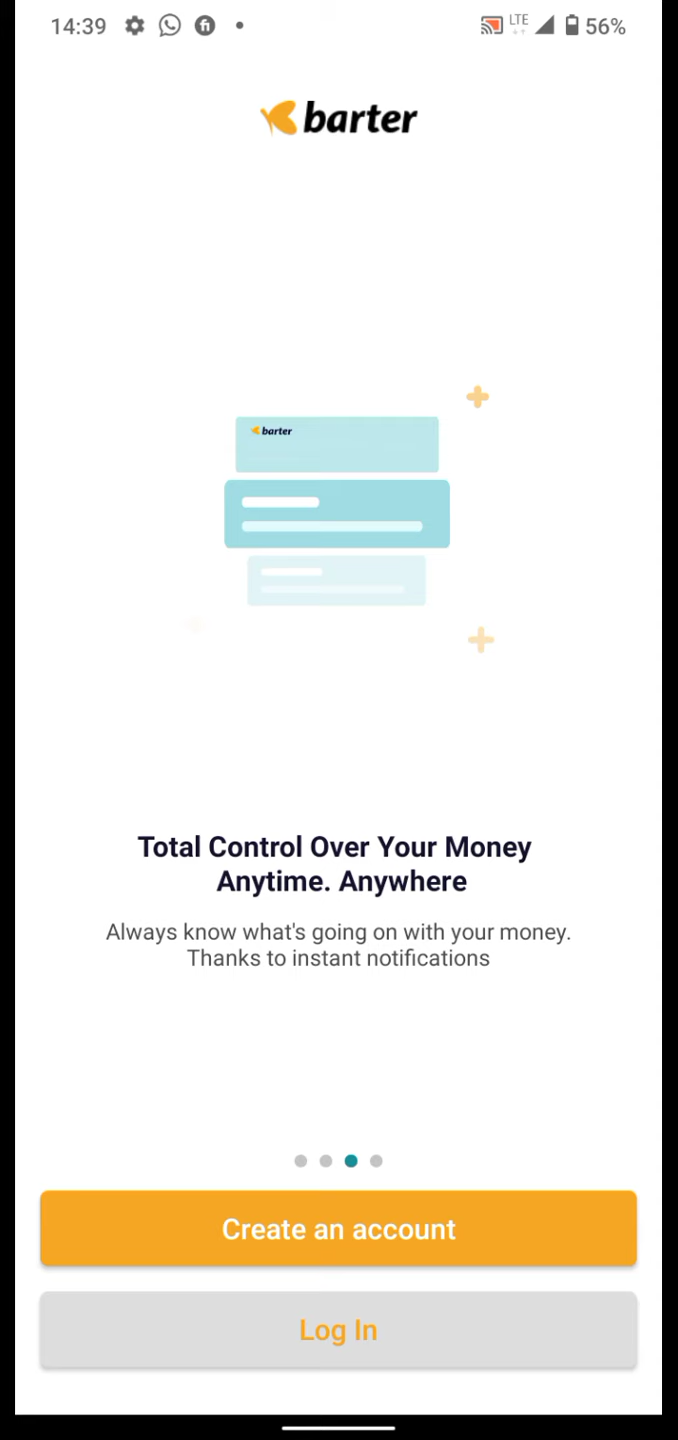 14:39
LTE
56%
barter
barter
Total Control Over Your Money
Anytime. Anywhere
Always know what's going on with your money.
Thanks to instant notifications
Create an account
Log In